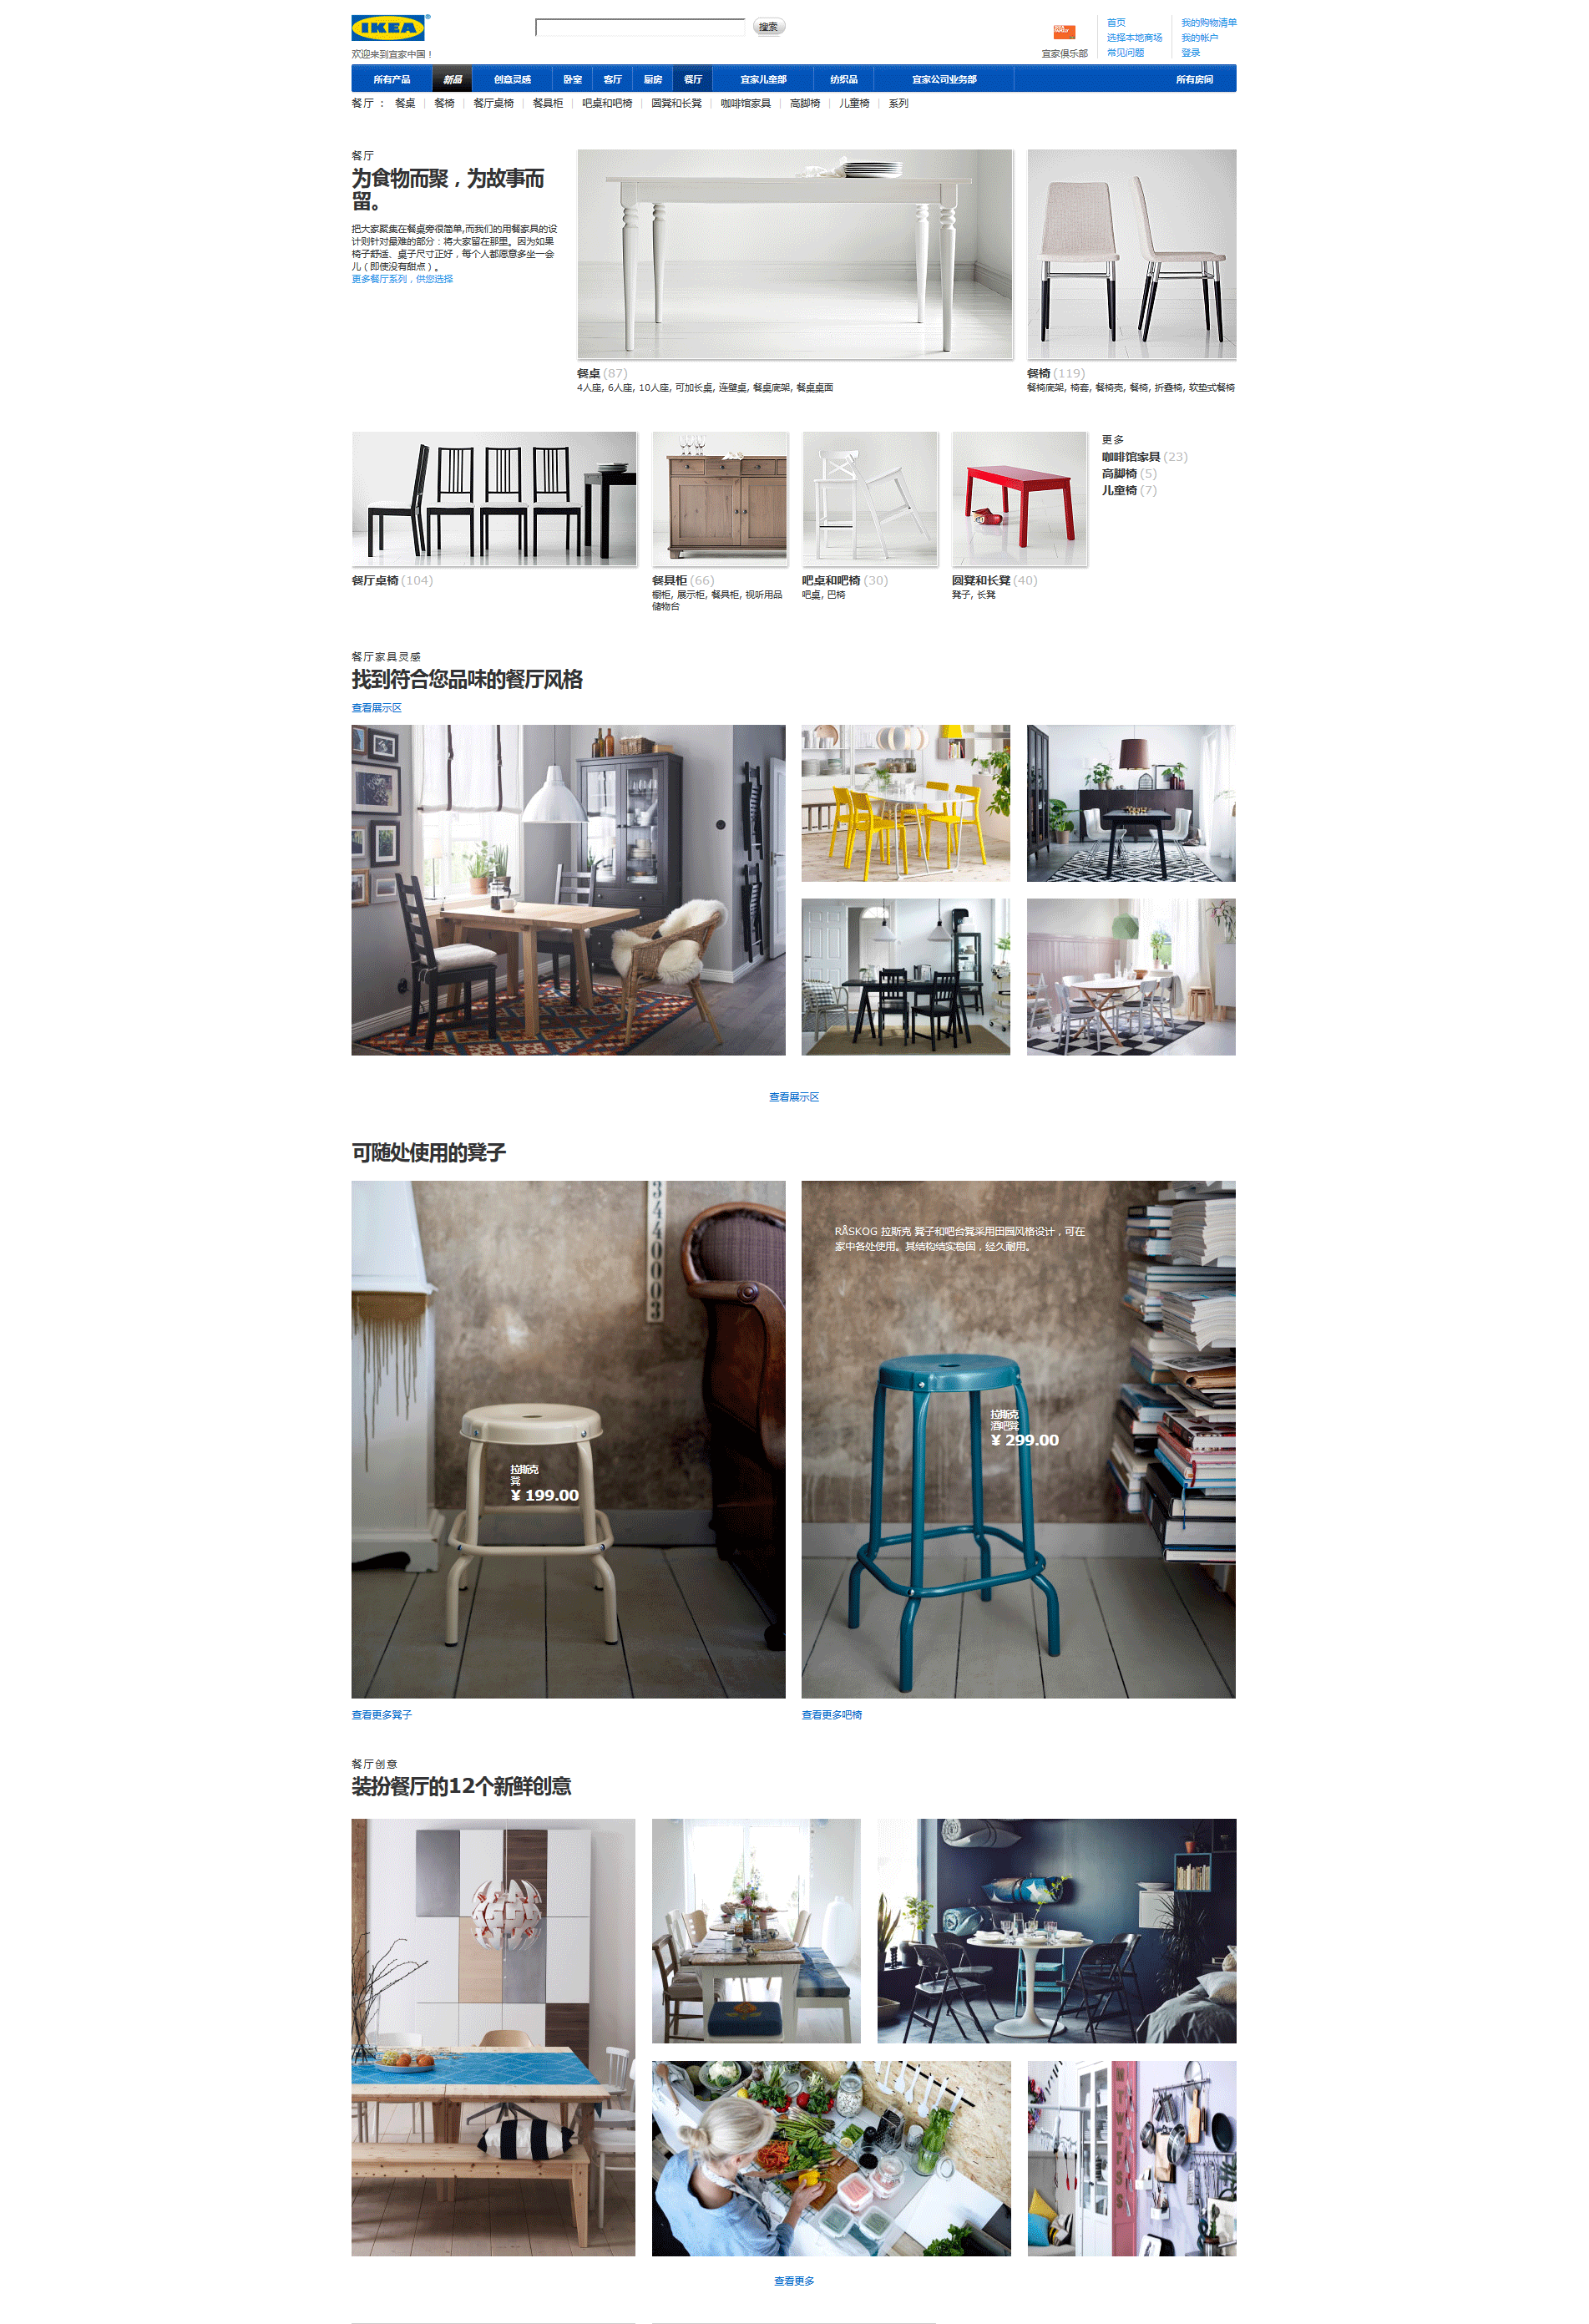 IKEA®
搜索
宜家俱乐部
首页
选择本地商场
常见问题
我的购物清单
我的帐户
登录
欢迎来到宜家中国！
所有产品 新品 创意灵感 卧室 客厅 厨房 餐厅 宜家儿童部 纺织品 宜家公司业务部 所有房间
餐厅 ： 餐桌 | 餐椅 | 餐厅桌椅 | 餐具柜 | 吧桌和吧椅 | 圆凳和长凳 | 咖啡馆家具 | 高脚椅 | 儿童椅 | 系列
餐厅
为食物而聚，为故事而
留。
把大家聚集在餐桌旁很简单,而我们的用餐家具的设
计则针对最难的部分：将大家留在那里。因为如果
椅子舒适、桌子尺寸正好，每个人都愿意多坐一会
儿（即使没有甜点）。
更多餐厅系列，供您选择
餐桌 (87)
4人座, 6人座, 10人座, 可加长桌, 连壁桌, 餐桌底架, 餐桌桌面
餐椅 (119)
餐椅底架, 椅套, 餐椅壳, 餐椅, 折叠椅, 软垫式餐椅
餐厅桌椅 (104)
餐具柜 (66)
橱柜, 展示柜, 餐具柜, 视听用品
储物台
吧桌和吧椅 (30)
吧桌, 巴椅
圆凳和长凳 (40)
凳子, 长凳
更多
咖啡馆家具 (23)
高脚椅 (5)
儿童椅 (7)
餐厅家具灵感
找到符合您品味的餐厅风格
查看展示区
查看展示区
可随处使用的凳子
3440003
拉斯克
凳
¥ 199.00
RÅSKOG 拉斯克 凳子和吧台凳采用田园风格设计，可在
家中各处使用。其结构结实稳固，经久耐用。
拉斯克
酒吧凳
¥ 299.00
查看更多凳子
查看更多吧椅
餐厅创意
装扮餐厅的12个新鲜创意
M T W T F S S
查看更多